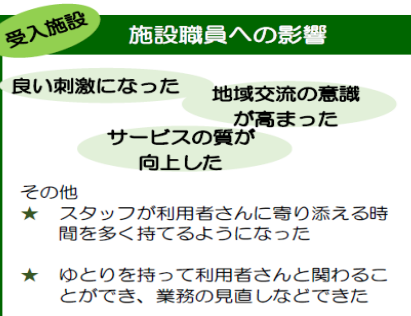 受入施設
施設職員への影響
良い刺激になった
地域交流の意識
が高まった
サービスの質が
向上した
その他
★ スタッフが利用者さんに寄り添える時
間を多く持てるようになった
★ ゆとりを持って利用者さんと関わるこ
とができ、業務の見直しなどできた